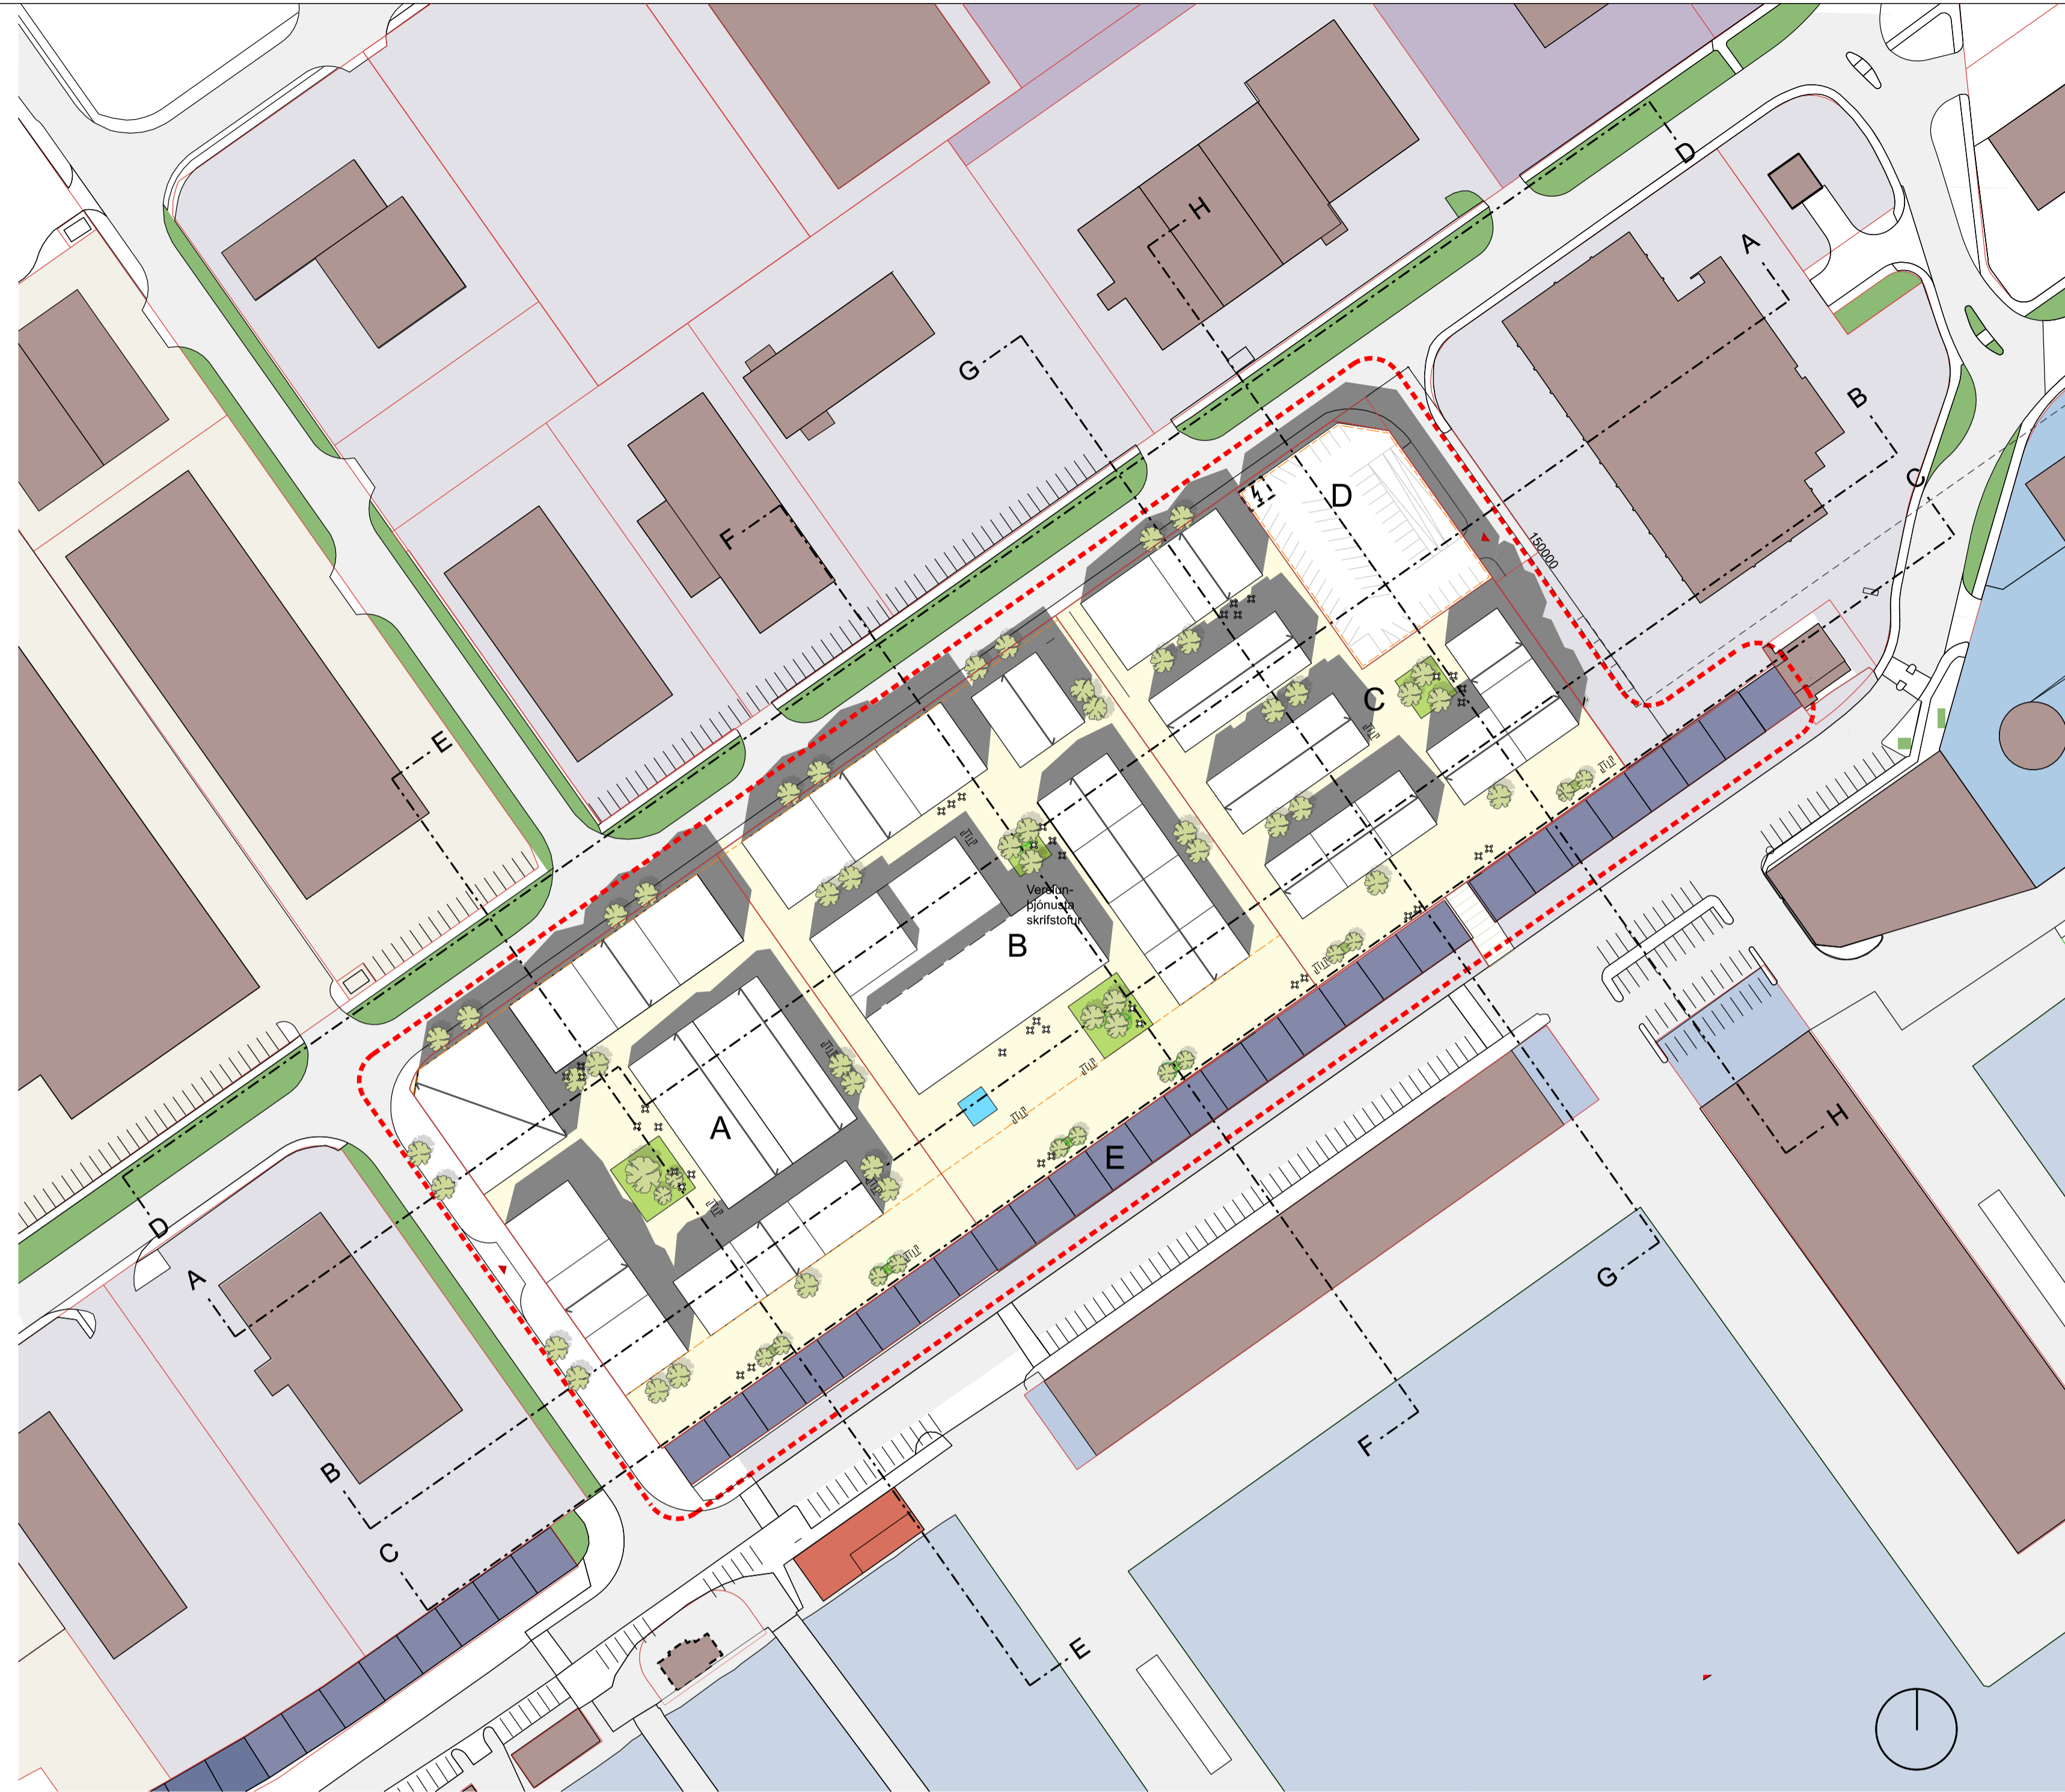 D
H
A
G
B
C
D
F
150000
C
E
Verslun-
þjónusta
skrifstofur
B
A
E
H
D
G
A
F
B
C
E